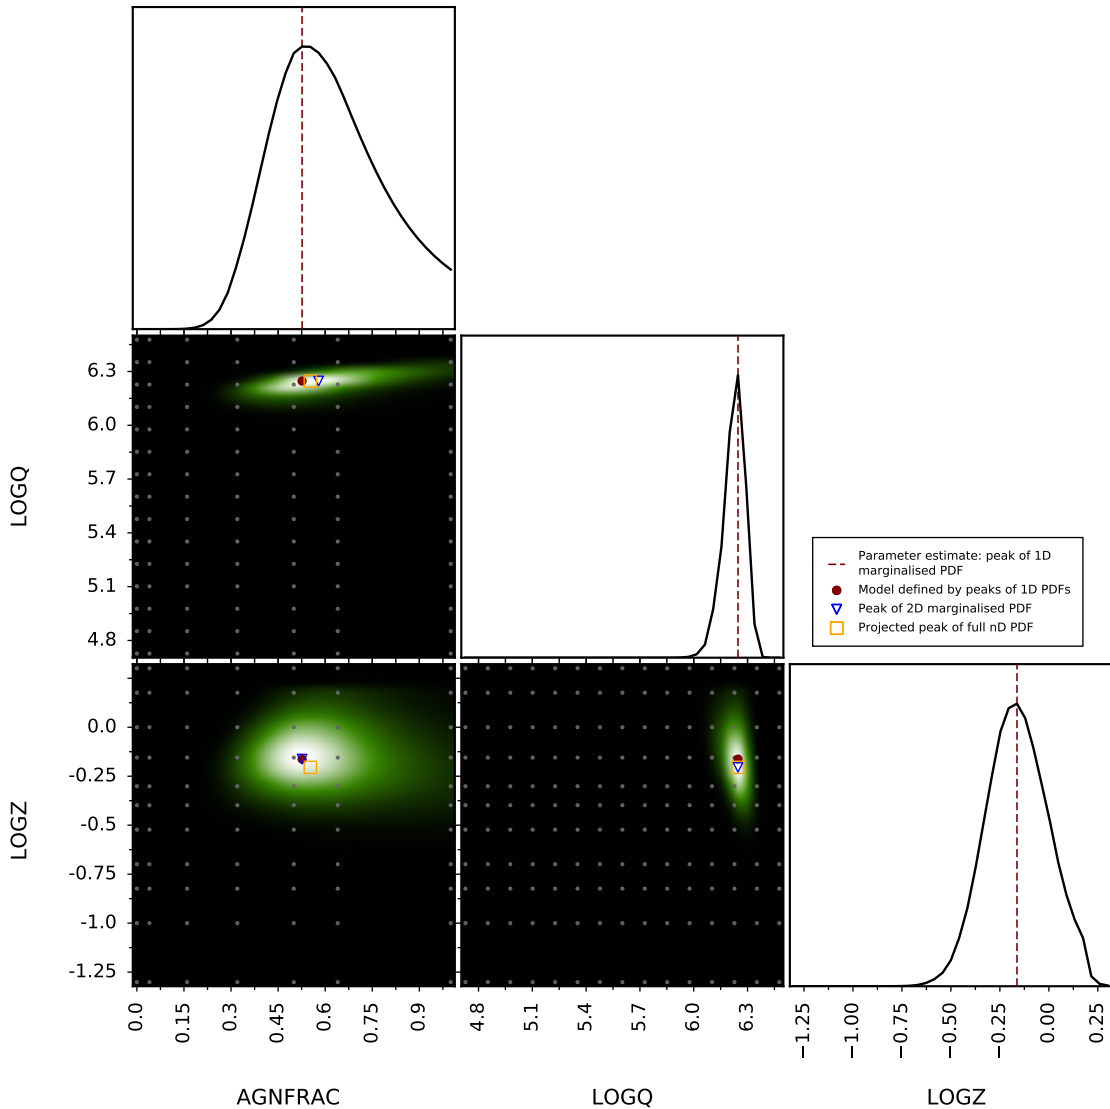 6.3
6.0
5.7
5.4
5.1
4.8
LOGQ
Parameter estimate: peak of 1D
marginalised PDF
Model defined by peaks of 1D PDFs
Peak of 2D marginalised PDF
Projected peak of full nD PDF
0.0
-0.25
-0.5
-0.75
-1.0
-1.25
LOGZ
0.0 0.15 0.3 0.45 0.6 0.75 0.9
4.8 5.1 5.4 5.7 6.0 6.3
−1.25 −1.00 −0.75 −0.50 −0.25 0.00 0.25
AGNFRAC LOGQ LOGZ